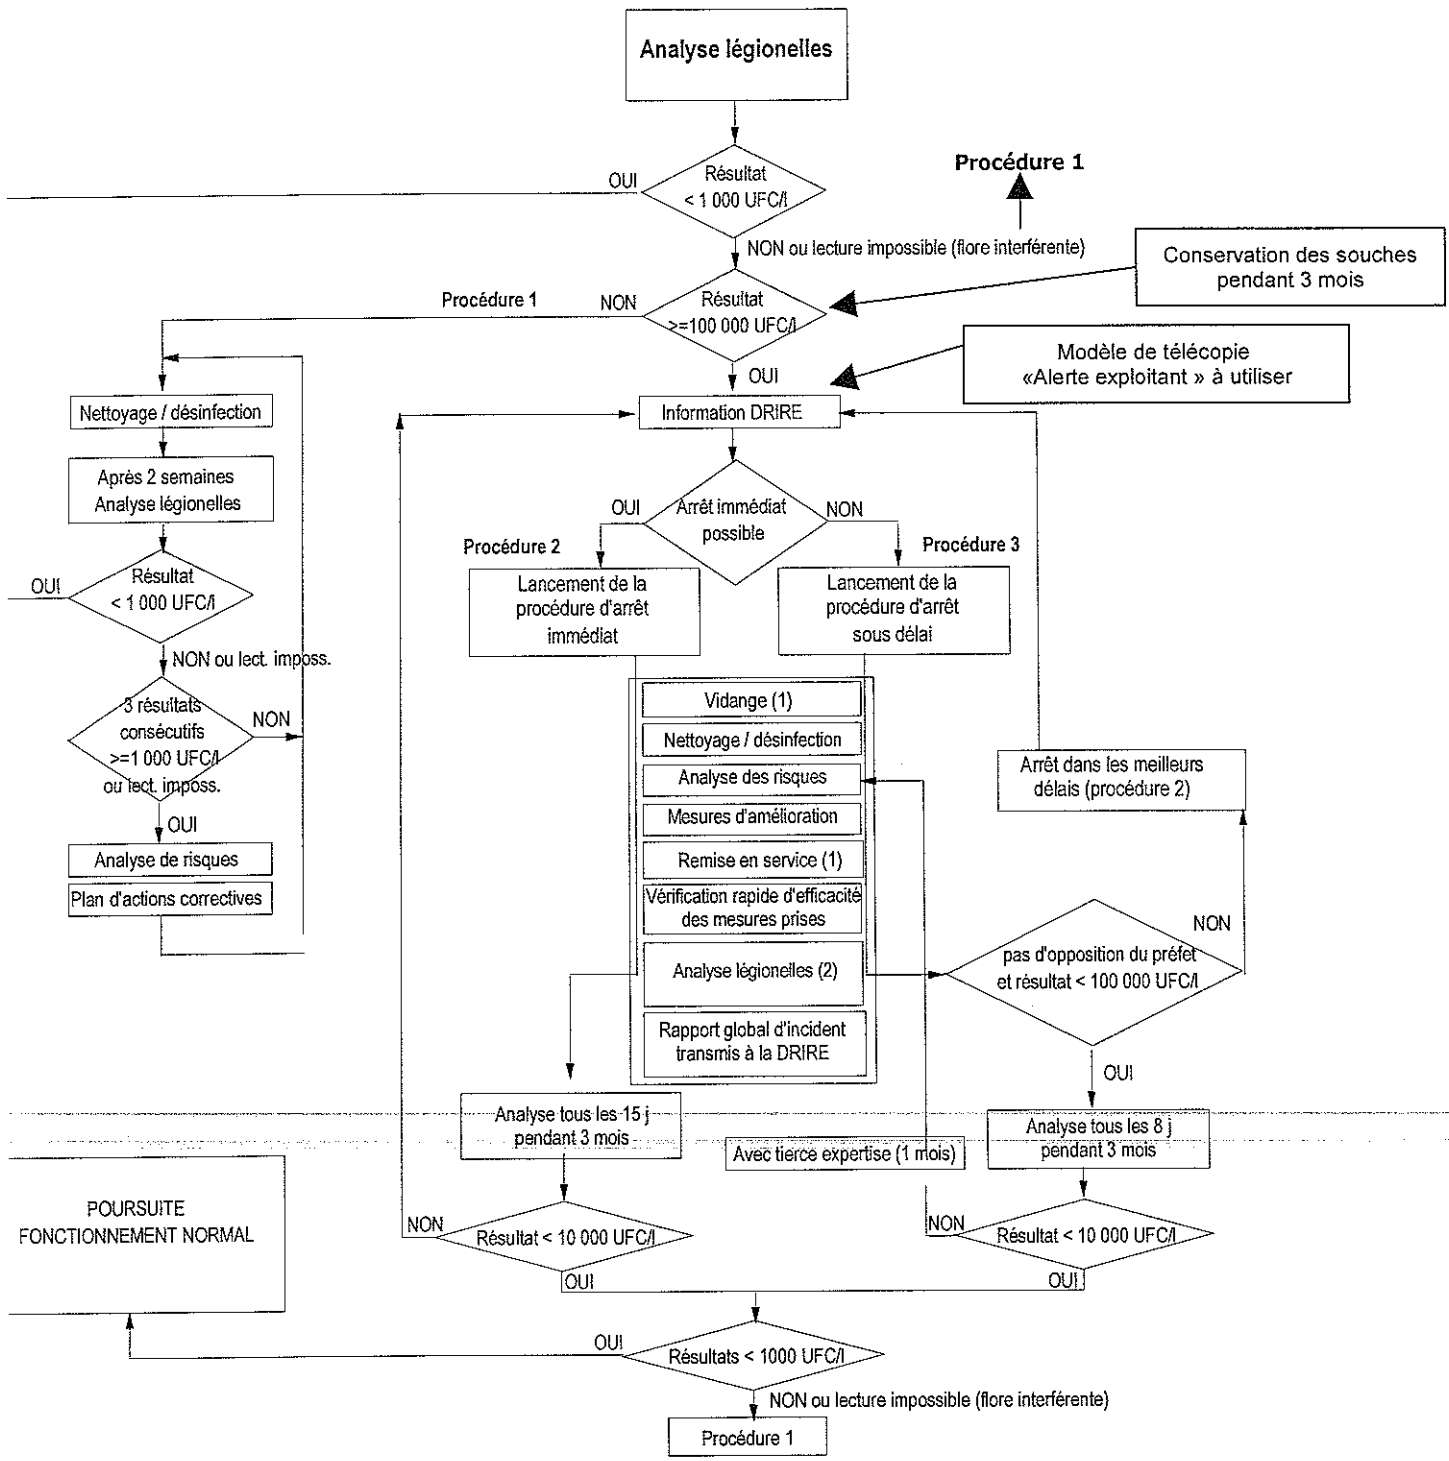 Analyse légionelles
OUI
Résultat
< 1 000 UFC/l
Procédure 1
NON ou lecture impossible (flore interférente)
Conservation des souches
pendant 3 mois
Procédure 1
NON
Résultat
>=100 000 UFC/l
OUI
Modèle de télécopie
«Alerte exploitant » à utiliser
Nettoyage / désinfection
Information DRIRE
Après 2 semaines
Analyse légionelles
OUI
Arrêt immédiat
possible
NON
Procédure 2
Procédure 3
OUI
Résultat
< 1 000 UFC/l
Lancement de la
procédure d'arrêt
immédiat
Lancement de la
procédure d'arrêt
sous délai
NON ou lect. imposs.
3 résultats
consécutifs
>=1 000 UFC/l
ou lect. imposs.
NON
OUI
Analyse de risques
Plan d'actions correctives
Vidange (1)
Nettoyage / désinfection
Analyse des risques
Mesures d'amélioration
Remise en service (1)
Vérification rapide d'efficacité
des mesures prises
Analyse légionelles (2)
Rapport global d'incident
transmis à la DRIRE
Arrêt dans les meilleurs
délais (procédure 2)
NON
pas d'opposition du préfet
et résultat < 100 000 UFC/l
OUI
Analyse tous les 15 j
pendant 3 mois
Avec tierce expertise (1 mois)
Analyse tous les 8 j
pendant 3 mois
POURSUITE
FONCTIONNEMENT NORMAL
NON
Résultat < 10 000 UFC/l
OUI
NON
Résultat < 10 000 UFC/l
OUI
OUI
Résultats < 1000 UFC/l
NON ou lecture impossible (flore interférente)
Procédure 1